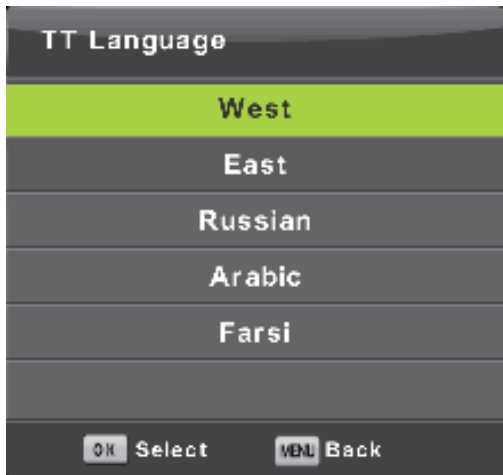 TT Language
West
East
Russian
Arabic
Farsi
OK Select MENU Back